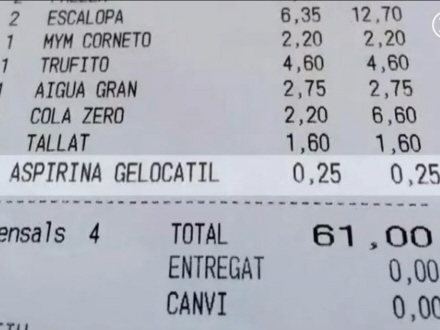 2 ESCALOPA 6,35 12,70
1 MYM CORNETO 2,20 2,20
1 TRUFITO 4,60 4,60
1 AIGUA GRAN 2,75 2,75
COLA ZERO 2,20 6,60
TALLAT 1,60 1,60
ASPIRINA GELOCATIL 0,25 0,25
ensals 4 TOTAL 61,00
ENTREGAT 0,00
CANVI 0,00